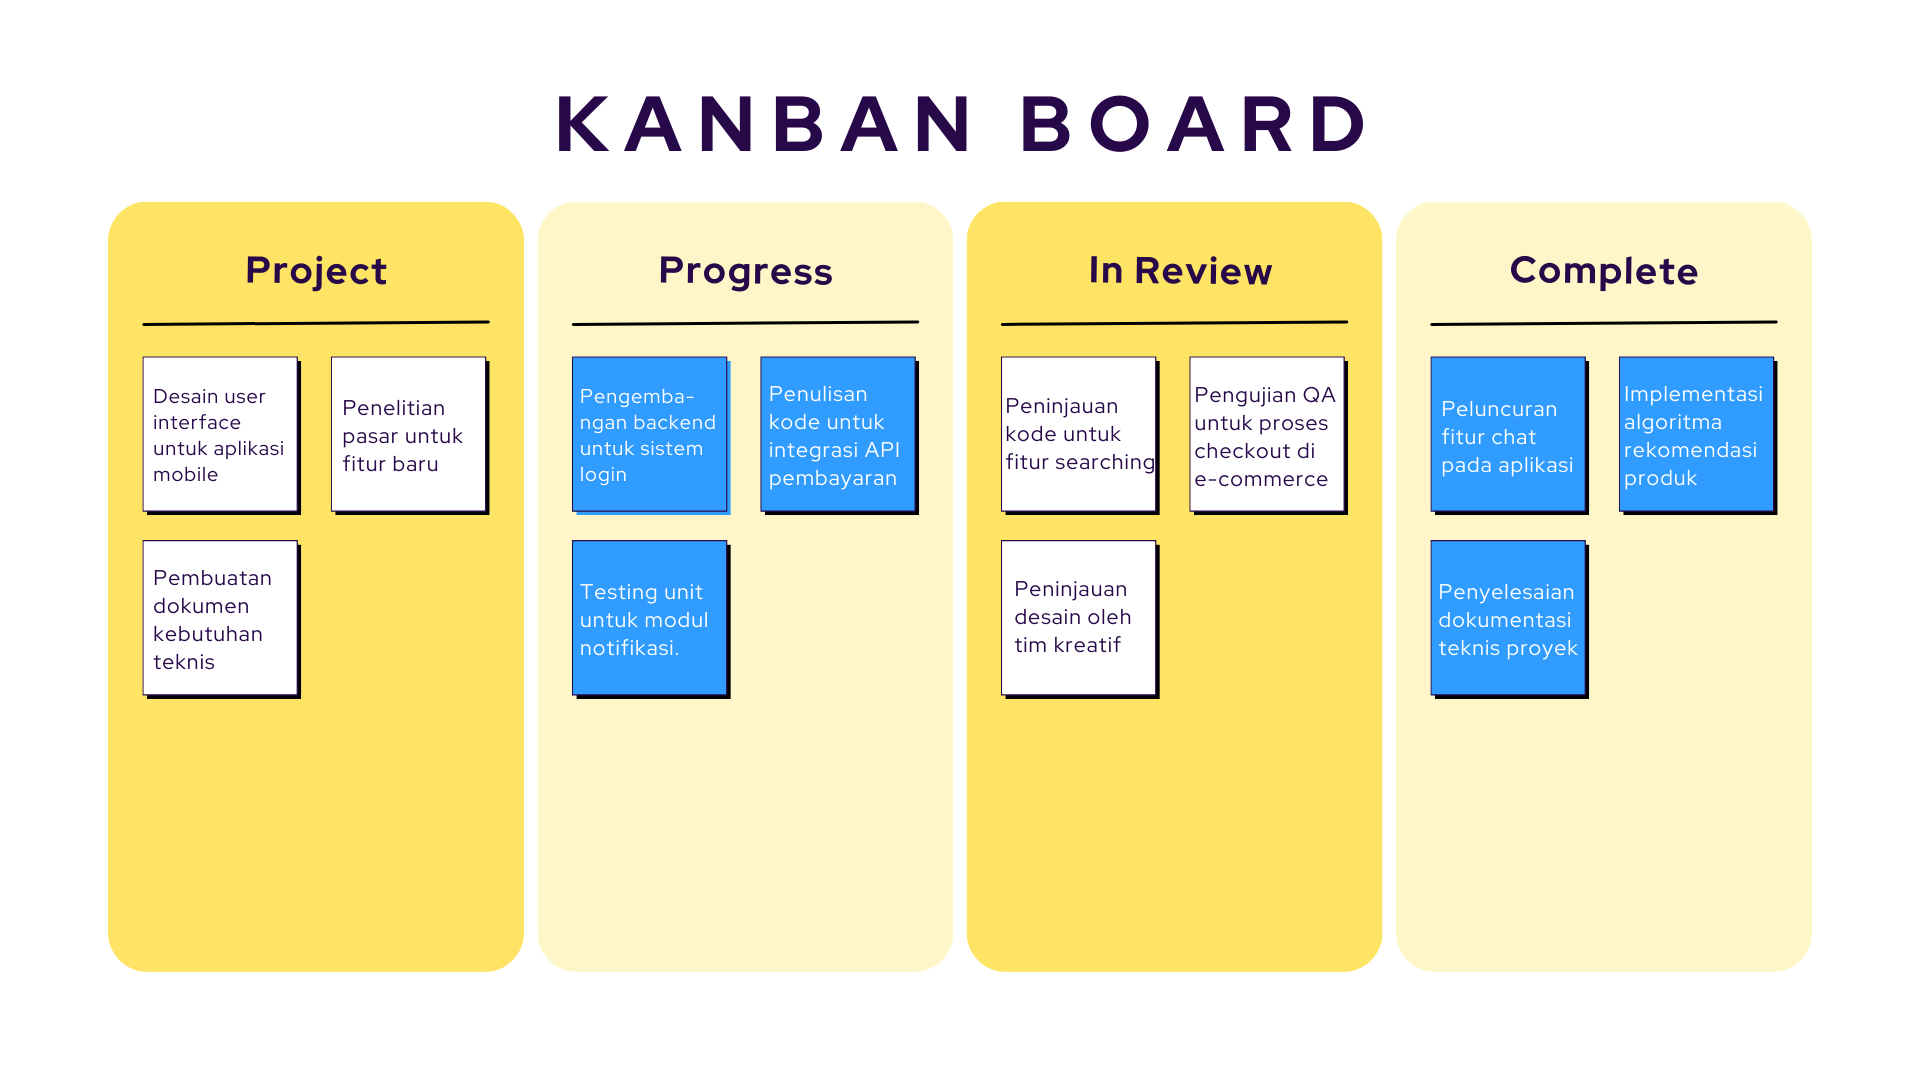 KANBAN BOARD
Project
Desain user
interface
untuk aplikasi
mobile
Penelitian
pasar untuk
fitur baru
Pembuatan
dokumen
kebutuhan
teknis
Progress
Pengemba-
ngan backend
untuk sistem
login
Penulisan
kode untuk
integrasi API
pembayaran
Testing unit
untuk modul
notifikasi.
In Review
Peninjauan
kode untuk
fitur searching
Pengujian QA
untuk proses
checkout di
e-commerce
Peninjauan
desain oleh
tim kreatif
Complete
Peluncuran
fitur chat
pada aplikasi
Implementasi
algoritma
rekomendasi
produk
Penyelesaian
dokumentasi
teknis proyek